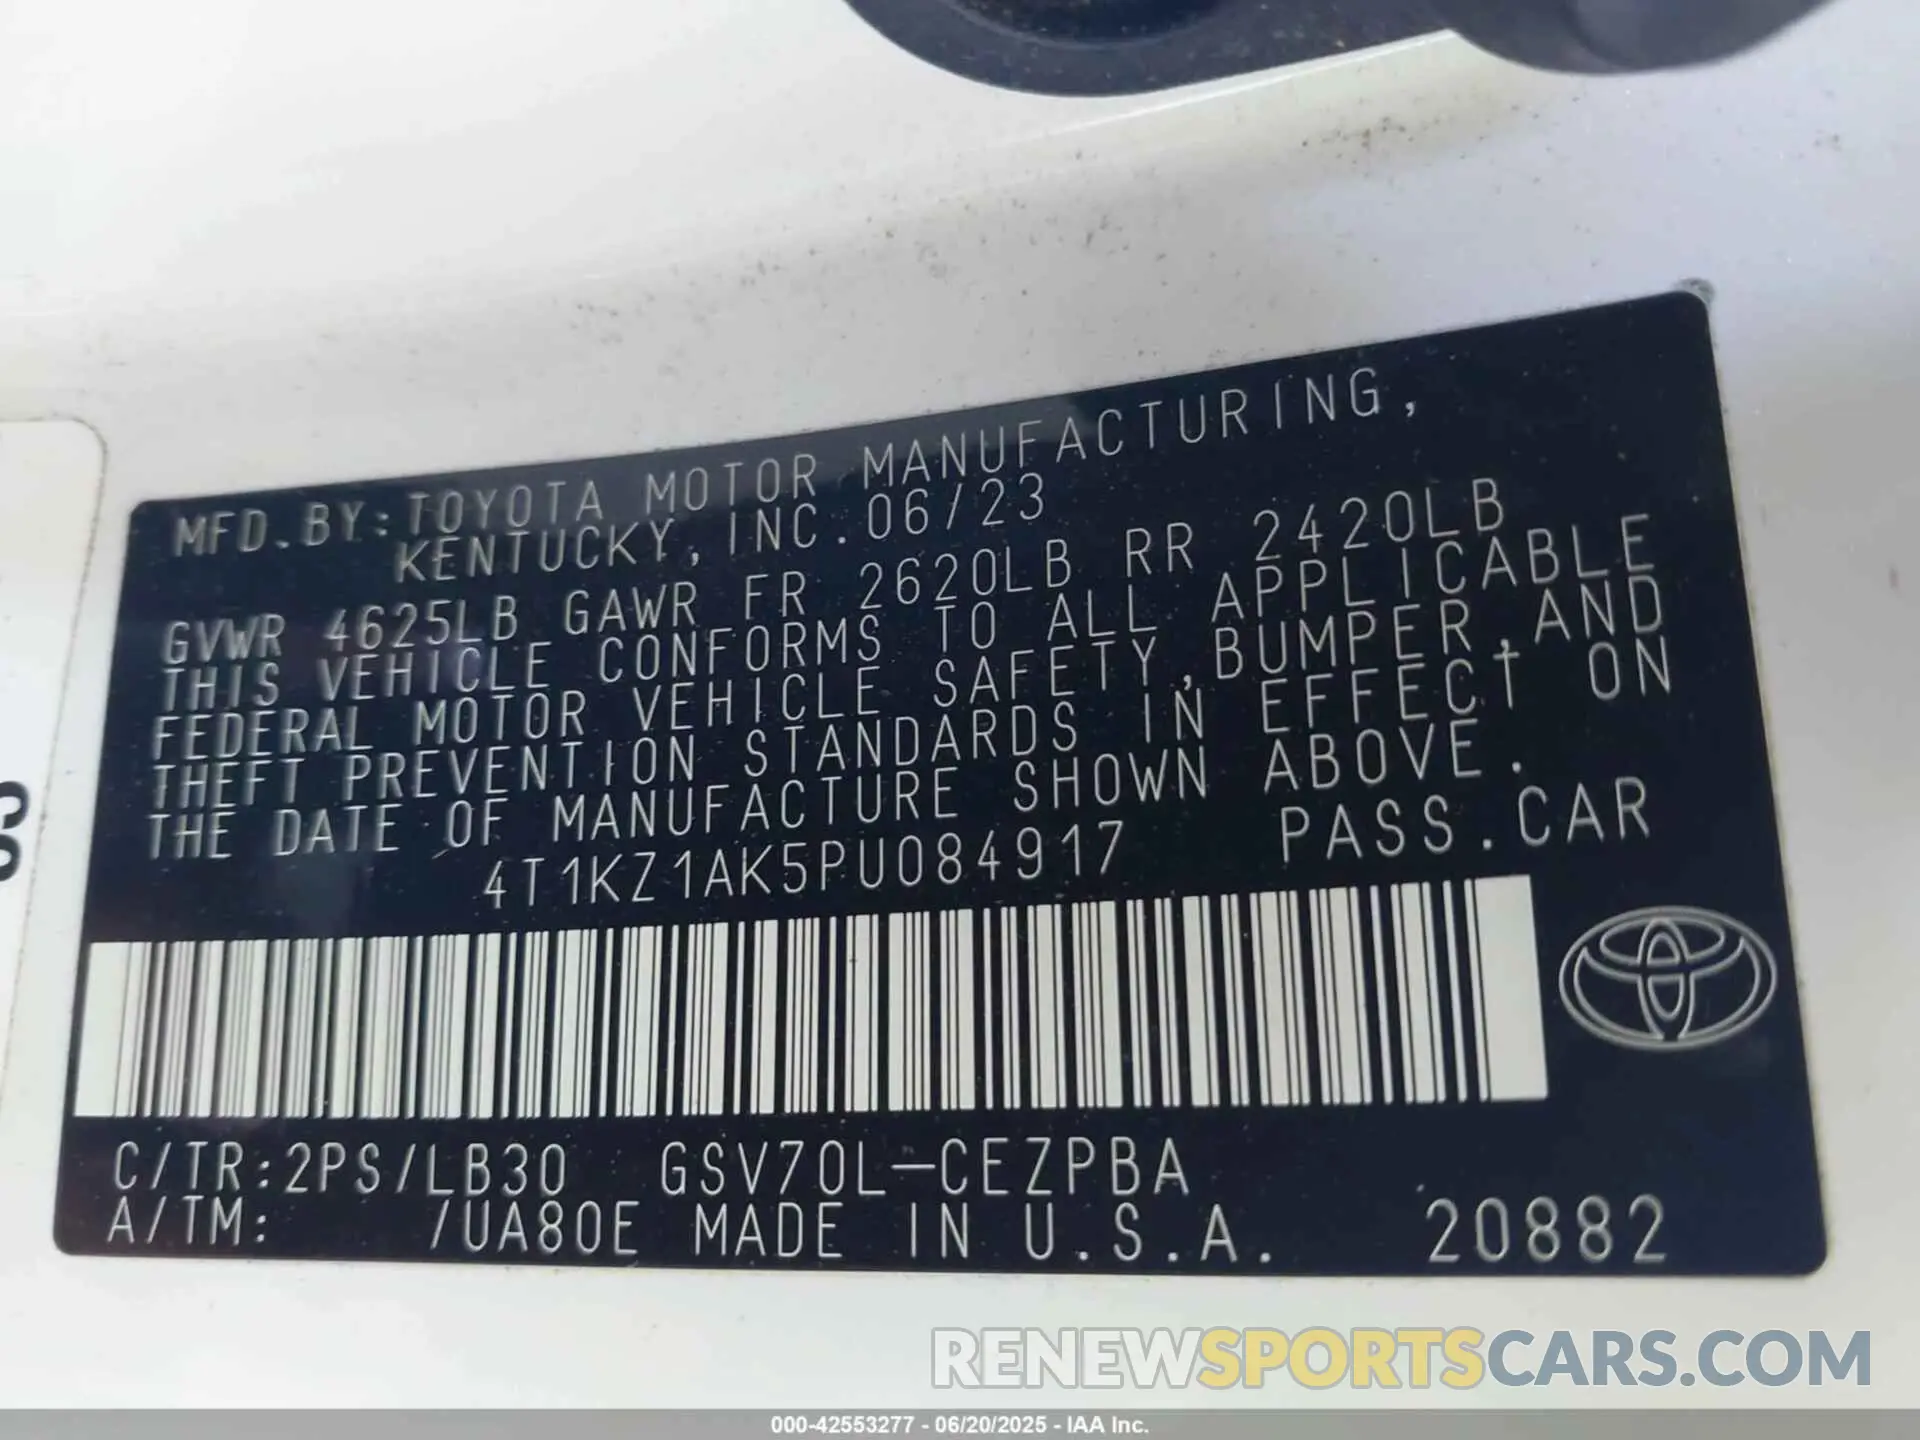 MFD.BY:TOYOTA MOTOR MANUFACTURING,
KENTUCKY, INC.06/23
GVWR 4625LB GAWR FR 2620LB RR 2420LB
THIS VEHICLE CONFORMS TO ALL APPLICABLE
FEDERAL MOTOR VEHICLE SAFETY,BUMPER,AND
THEFT PREVENTION STANDARDS IN EFFECT ON
THE DATE OF MANUFACTURE SHOWN ABOVE.
4T1KZ1AK5PU084917 PASS.CAR
C/TR:2PS/LB30 GSV70L-CEZPBA
A/TM: /UA80E MADE IN U.S.A. 20882
RENEWSPORTSCARS.COM
000-42553277 - 06/20/2025 - IAA Inc.